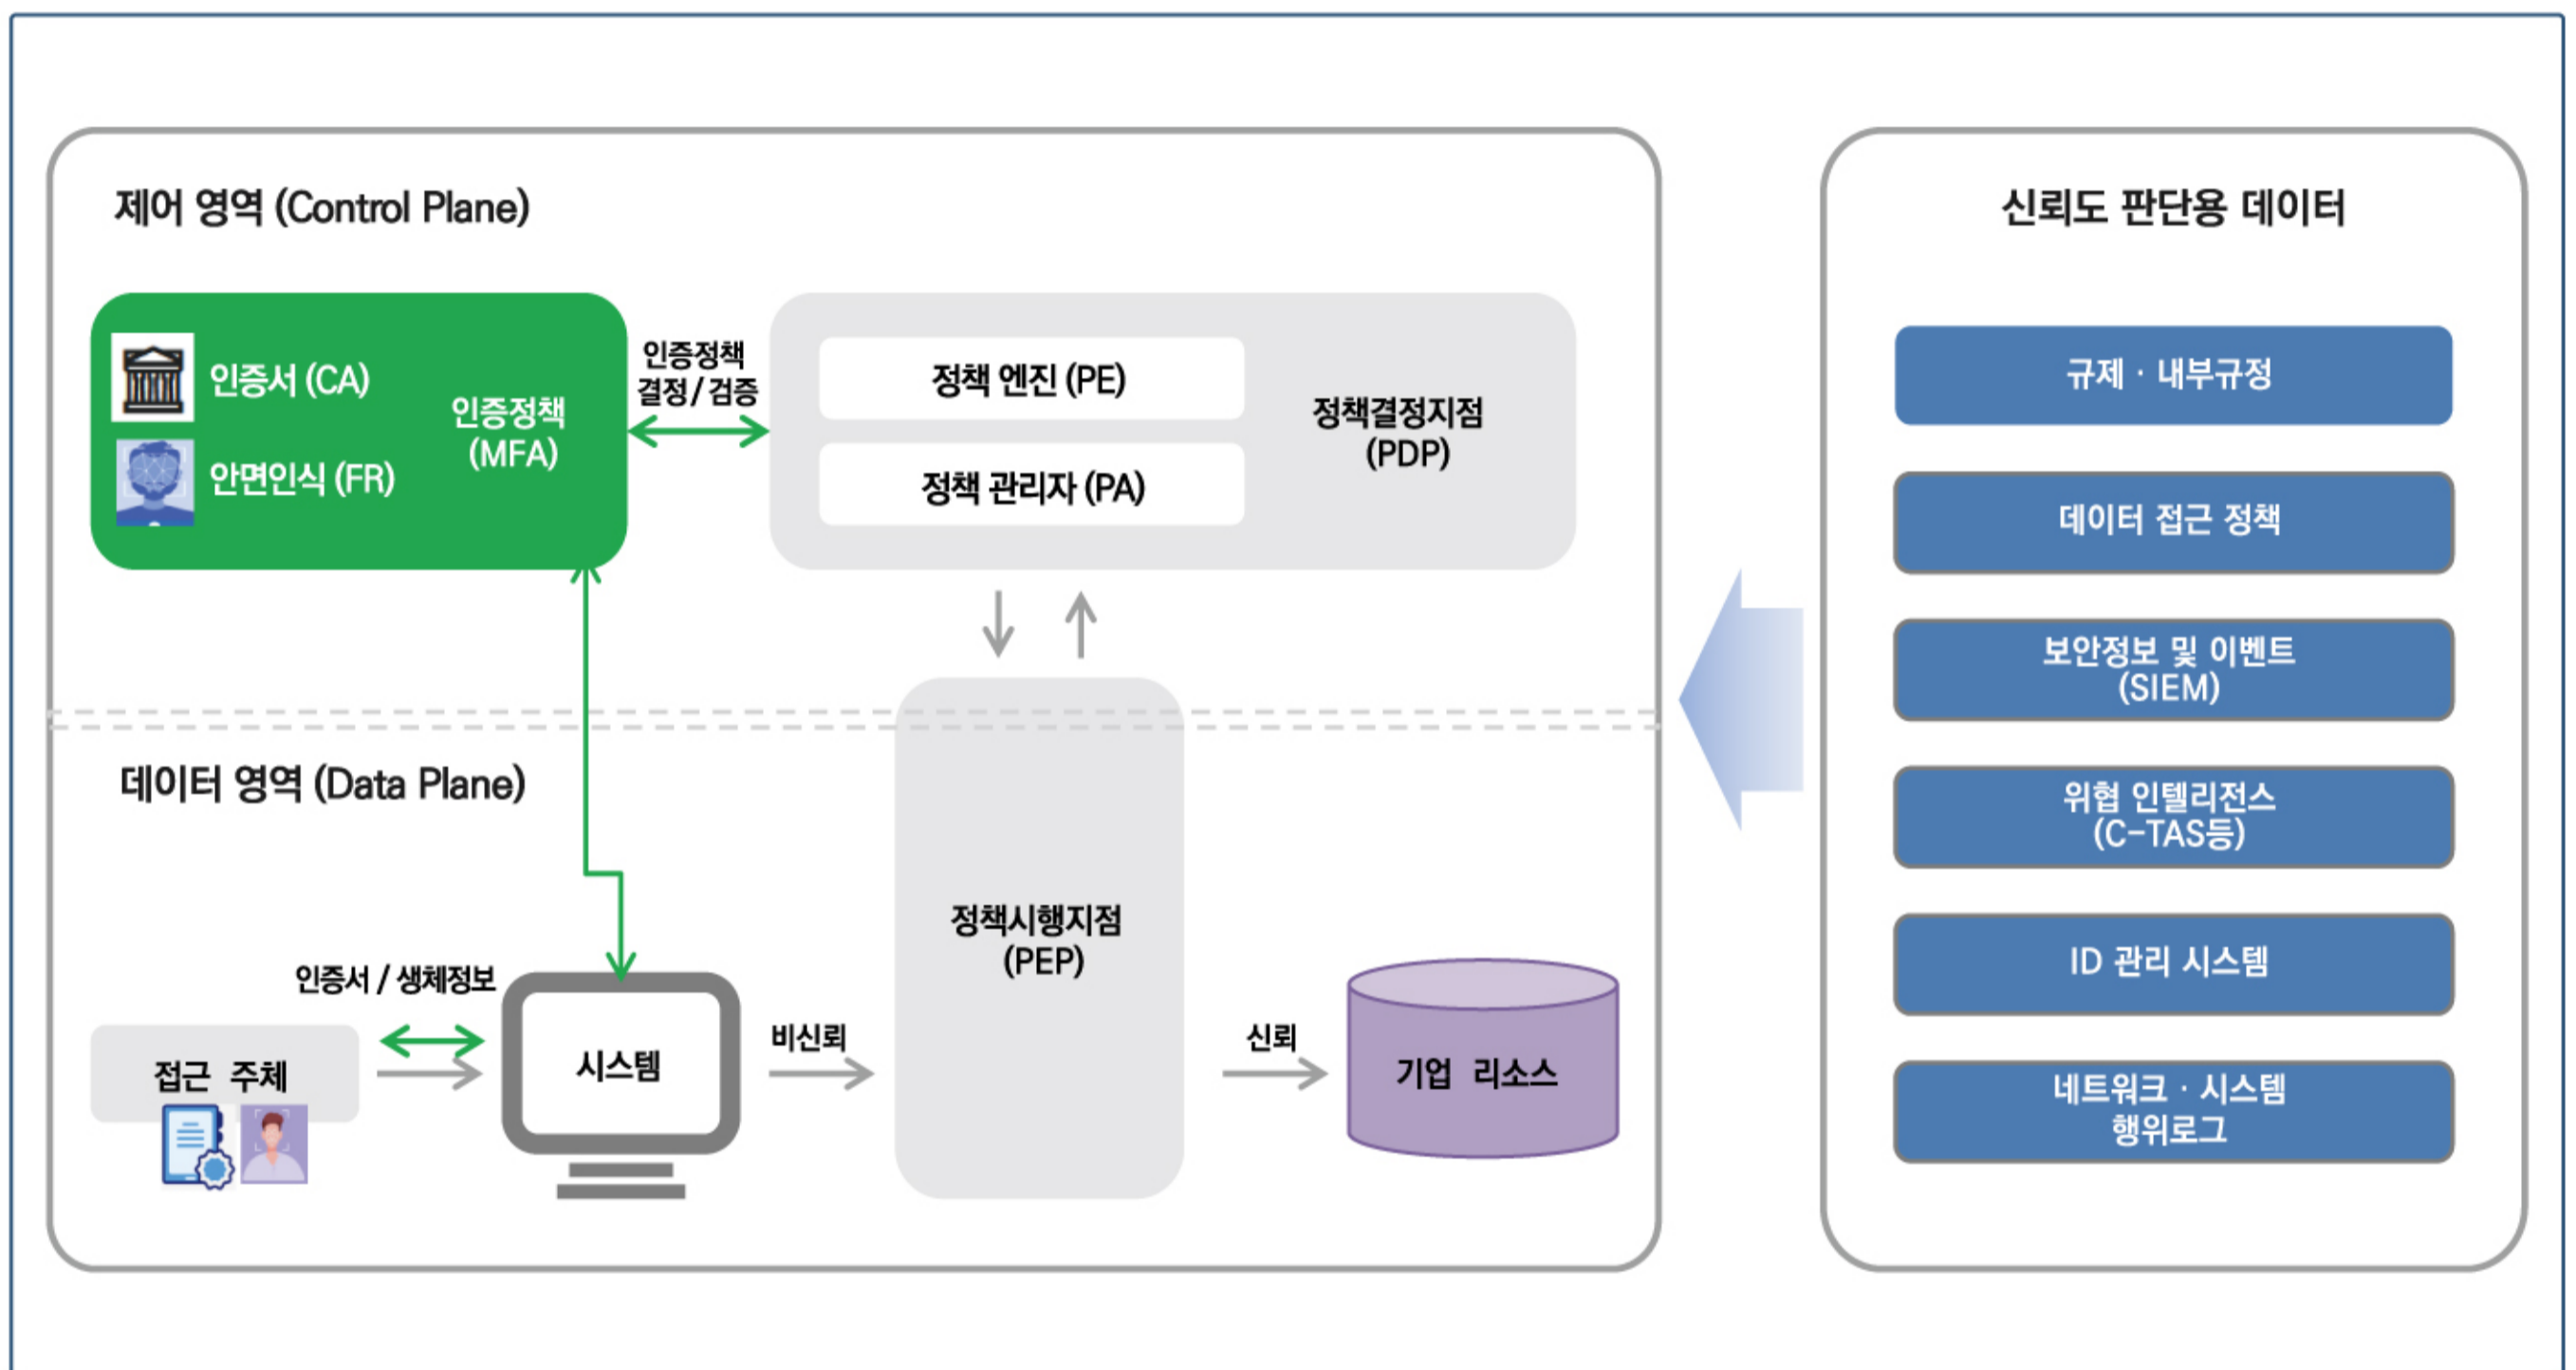 제어 영역 (Control Plane)
인증서 (CA)
안면인식 (FR)
인증정책
(MFA)
인증정책
결정 / 검증
정책 엔진 (PE)
정책 관리자 (PA)
정책결정지점
(PDP)
데이터 영역 (Data Plane)
인증서 / 생체정보
접근 주체
시스템
비신뢰
정책시행지점
(PEP)
신뢰
기업 리소스
신뢰도 판단용 데이터
규제 · 내부규정
데이터 접근 정책
보안정보 및 이벤트
(SIEM)
위협 인텔리전스
(C-TAS등)
ID 관리 시스템
네트워크 · 시스템
행위로그